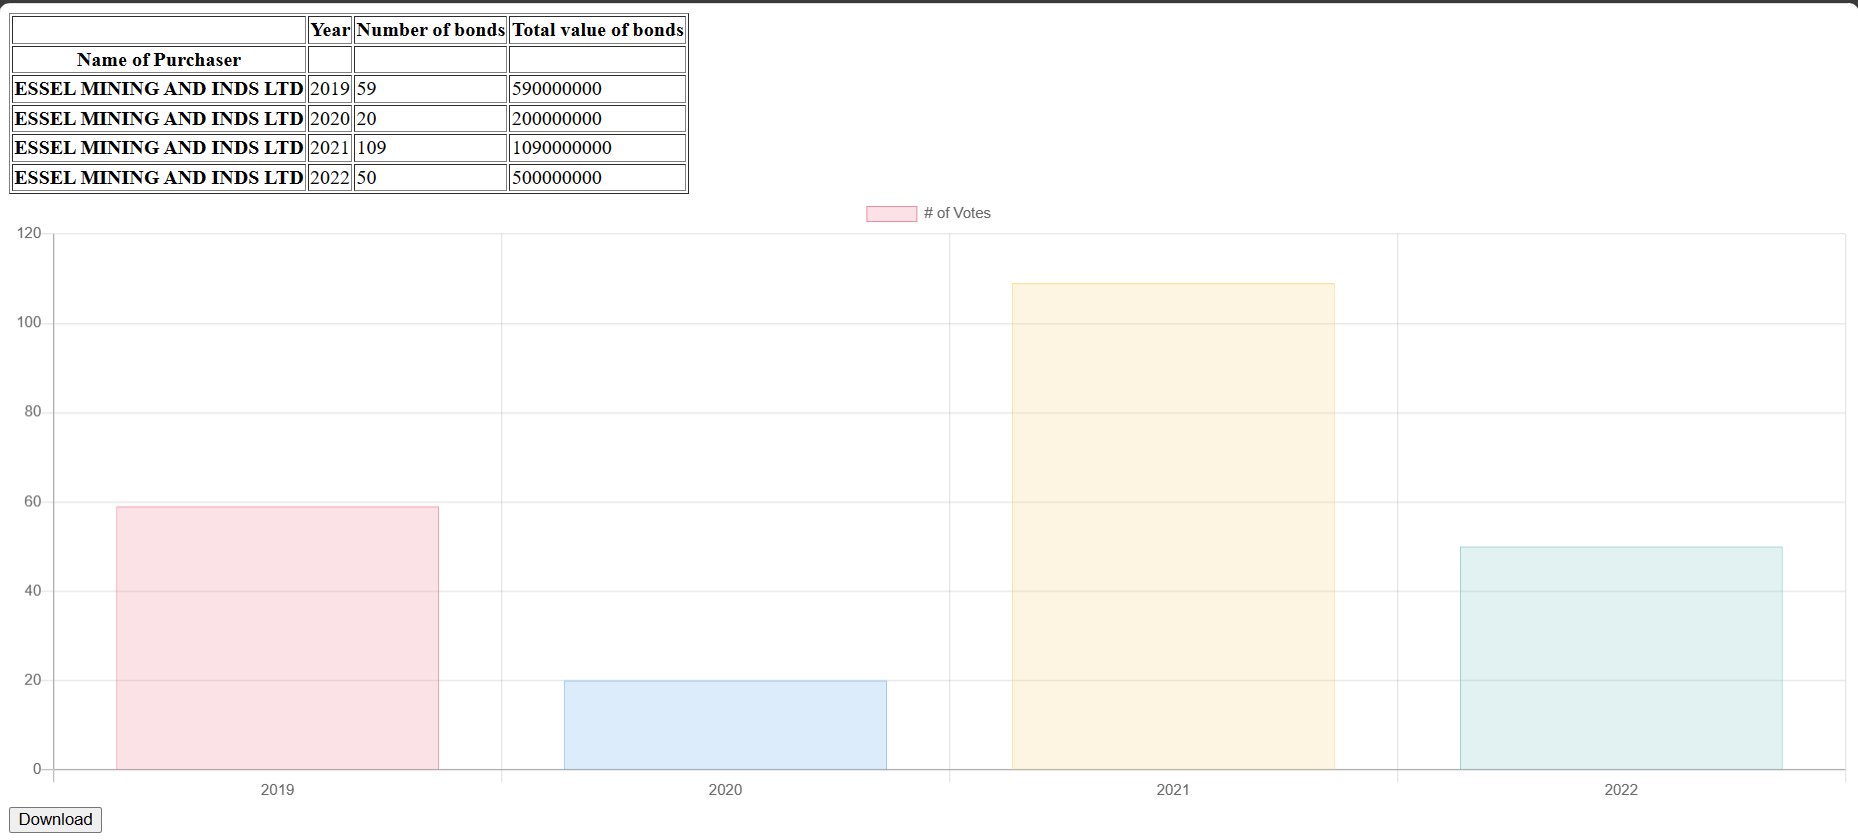 Year Number of bonds Total value of bonds
Name of Purchaser
ESSEL MINING AND INDS LTD 2019 59 590000000
ESSEL MINING AND INDS LTD 2020 20 200000000
ESSEL MINING AND INDS LTD 2021 109 1090000000
ESSEL MINING AND INDS LTD 2022 50 500000000
# of Votes
120
100
80
60
40
20
0
2019 2020 2021 2022
Download